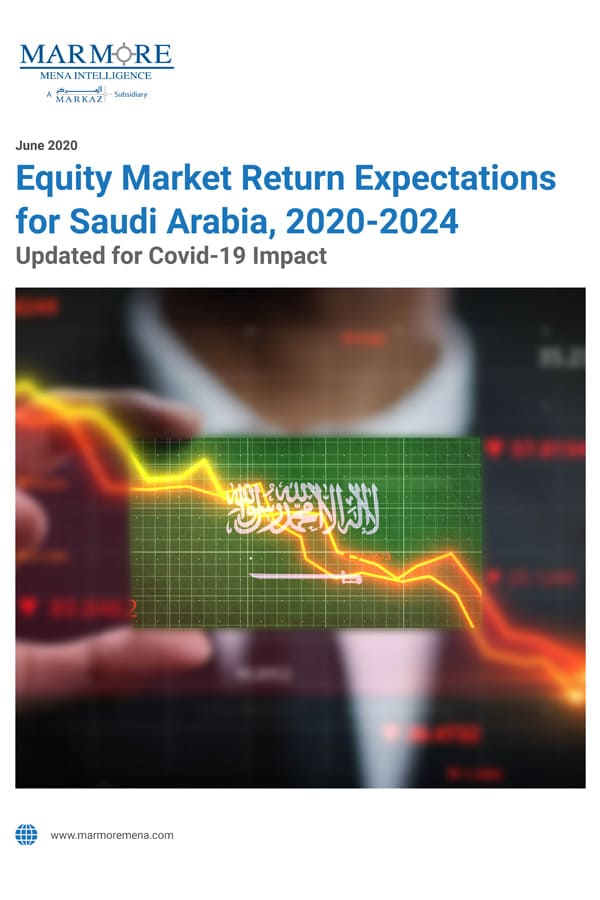 MARMORE
MENA INTELLIGENCE
A المركز MARKAZ Subsidiary
June 2020
Equity Market Return Expectations
for Saudi Arabia, 2020-2024
Updated for Covid-19 Impact
لا إله إلا الله محمد رسول الله
www.marmoremena.com